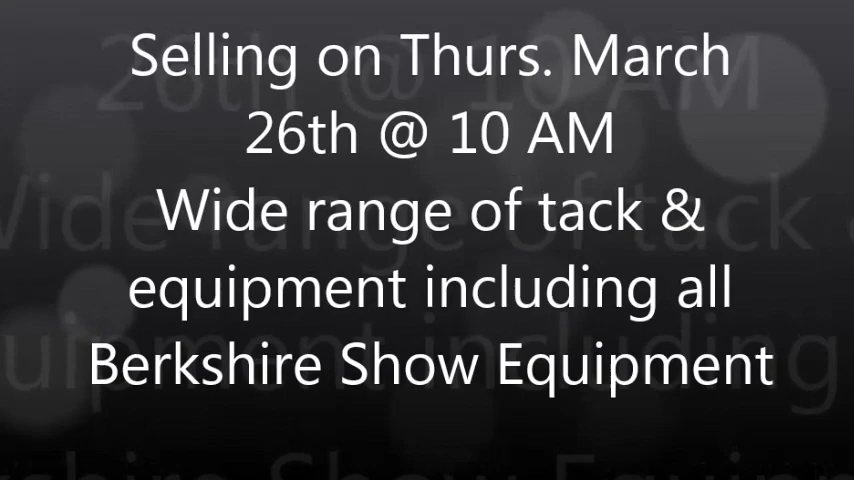 Selling on Thurs. March
26th @ 10 AM
Wide range of tack &
equipment including all
Berkshire Show Equipment